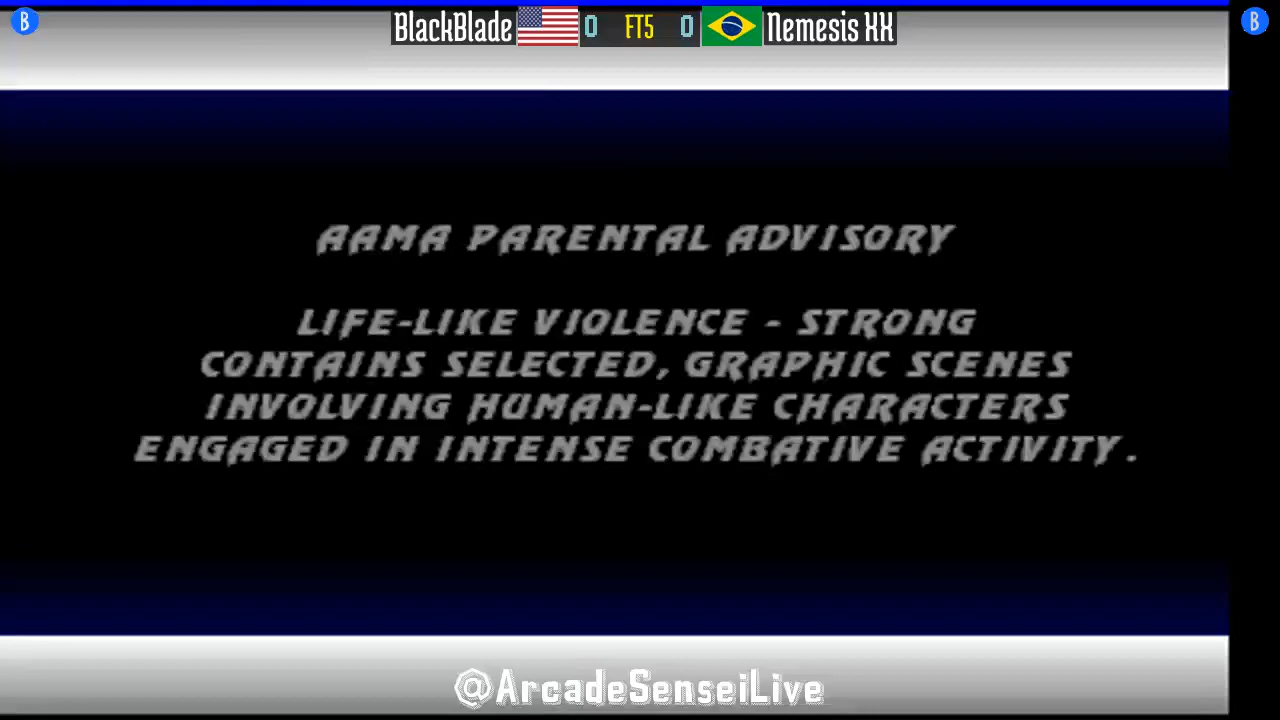 B BlackBlade 0 FT5 0 Nemesis XX B
AAMA PARENTAL ADVISORY
LIFE-LIKE VIOLENCE - STRONG
CONTAINS SELECTED, GRAPHIC SCENES
INVOLVING HUMAN-LIKE CHARACTERS
ENGAGED IN INTENSE COMBATIVE ACTIVITY.
@ArcadeSenseiLive